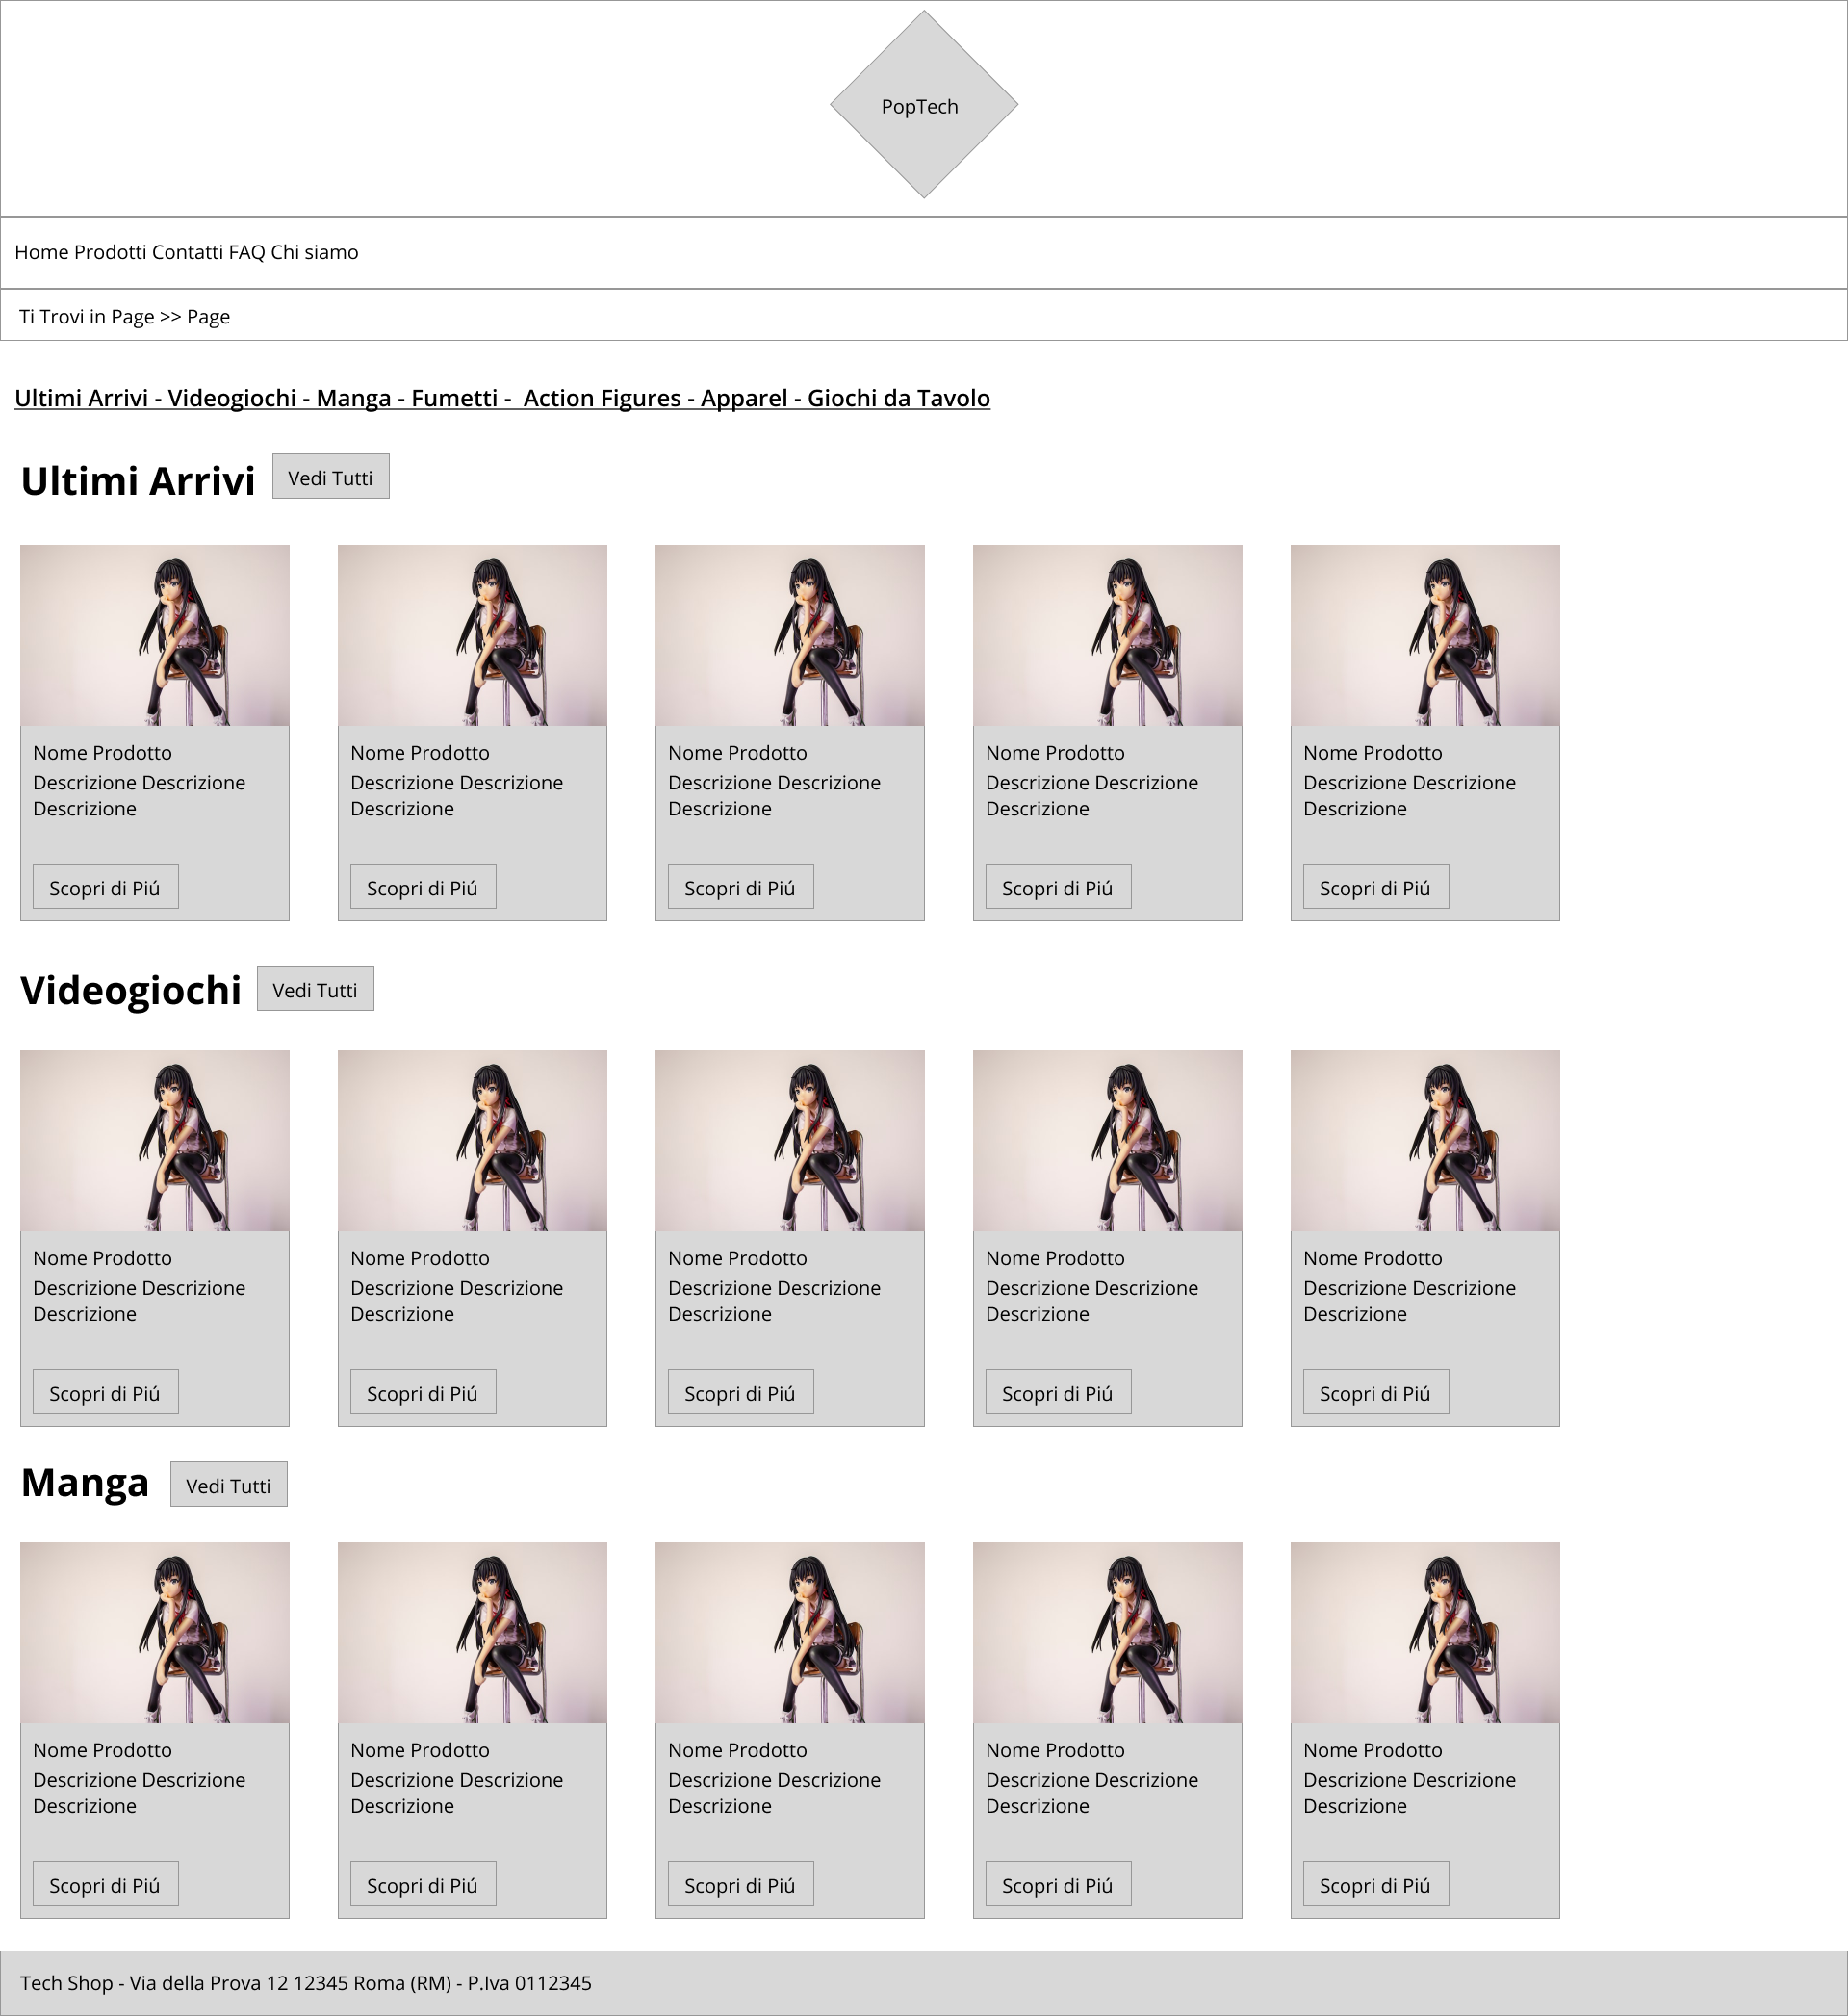 PopTech
Home Prodotti Contatti FAQ Chi siamo
Ti Trovi in Page >> Page
Ultimi Arrivi - Videogiochi - Manga - Fumetti -  Action Figures - Apparel - Giochi da Tavolo
Ultimi Arrivi Vedi Tutti
Nome Prodotto Nome Prodotto Nome Prodotto Nome Prodotto Nome Prodotto
Descrizione Descrizione Descrizione Descrizione Descrizione Descrizione Descrizione Descrizione Descrizione Descrizione
Descrizione Descrizione Descrizione Descrizione Descrizione
Scopri di Piú Scopri di Piú Scopri di Piú Scopri di Piú Scopri di Piú
Videogiochi Vedi Tutti
Nome Prodotto Nome Prodotto Nome Prodotto Nome Prodotto Nome Prodotto
Descrizione Descrizione Descrizione Descrizione Descrizione Descrizione Descrizione Descrizione Descrizione Descrizione
Descrizione Descrizione Descrizione Descrizione Descrizione
Scopri di Piú Scopri di Piú Scopri di Piú Scopri di Piú Scopri di Piú
Manga Vedi Tutti
Nome Prodotto Nome Prodotto Nome Prodotto Nome Prodotto Nome Prodotto
Descrizione Descrizione Descrizione Descrizione Descrizione Descrizione Descrizione Descrizione Descrizione Descrizione
Descrizione Descrizione Descrizione Descrizione Descrizione
Scopri di Piú Scopri di Piú Scopri di Piú Scopri di Piú Scopri di Piú
Tech Shop - Via della Prova 12 12345 Roma (RM) - P.Iva 0112345